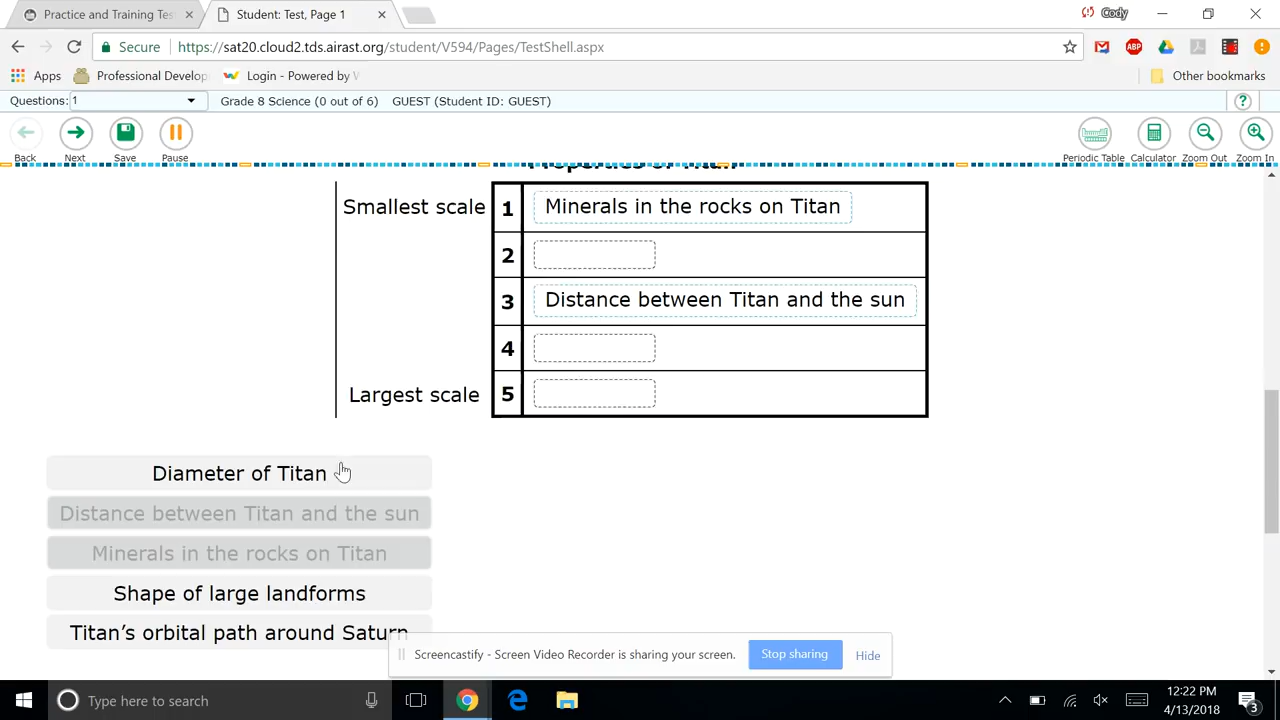 Practice and Training Tes
Student: Test, Page 1
Cody
Secure
https://sat20.cloud2.tds.airast.org/student/V594/Pages/TestShell.aspx
ABP
Apps
Professional Develop
Login - Powered by
Other bookmarks
Questions: 1
Grade 8 Science (0 out of 6)
GUEST (Student ID: GUEST)
?
Back
Next
Save
Pause
Periodic Table
Calculator
Zoom Out
Zoom In
Smallest scale 1 Minerals in the rocks on Titan
2
3 Distance between Titan and the sun
4
Largest scale 5
Diameter of Titan
Distance between Titan and the sun
Minerals in the rocks on Titan
Shape of large landforms
Titan's orbital path around Saturn
Screencastify - Screen Video Recorder is sharing your screen.
Stop sharing
Hide
Type here to search
12:22 PM
4/13/2018
3